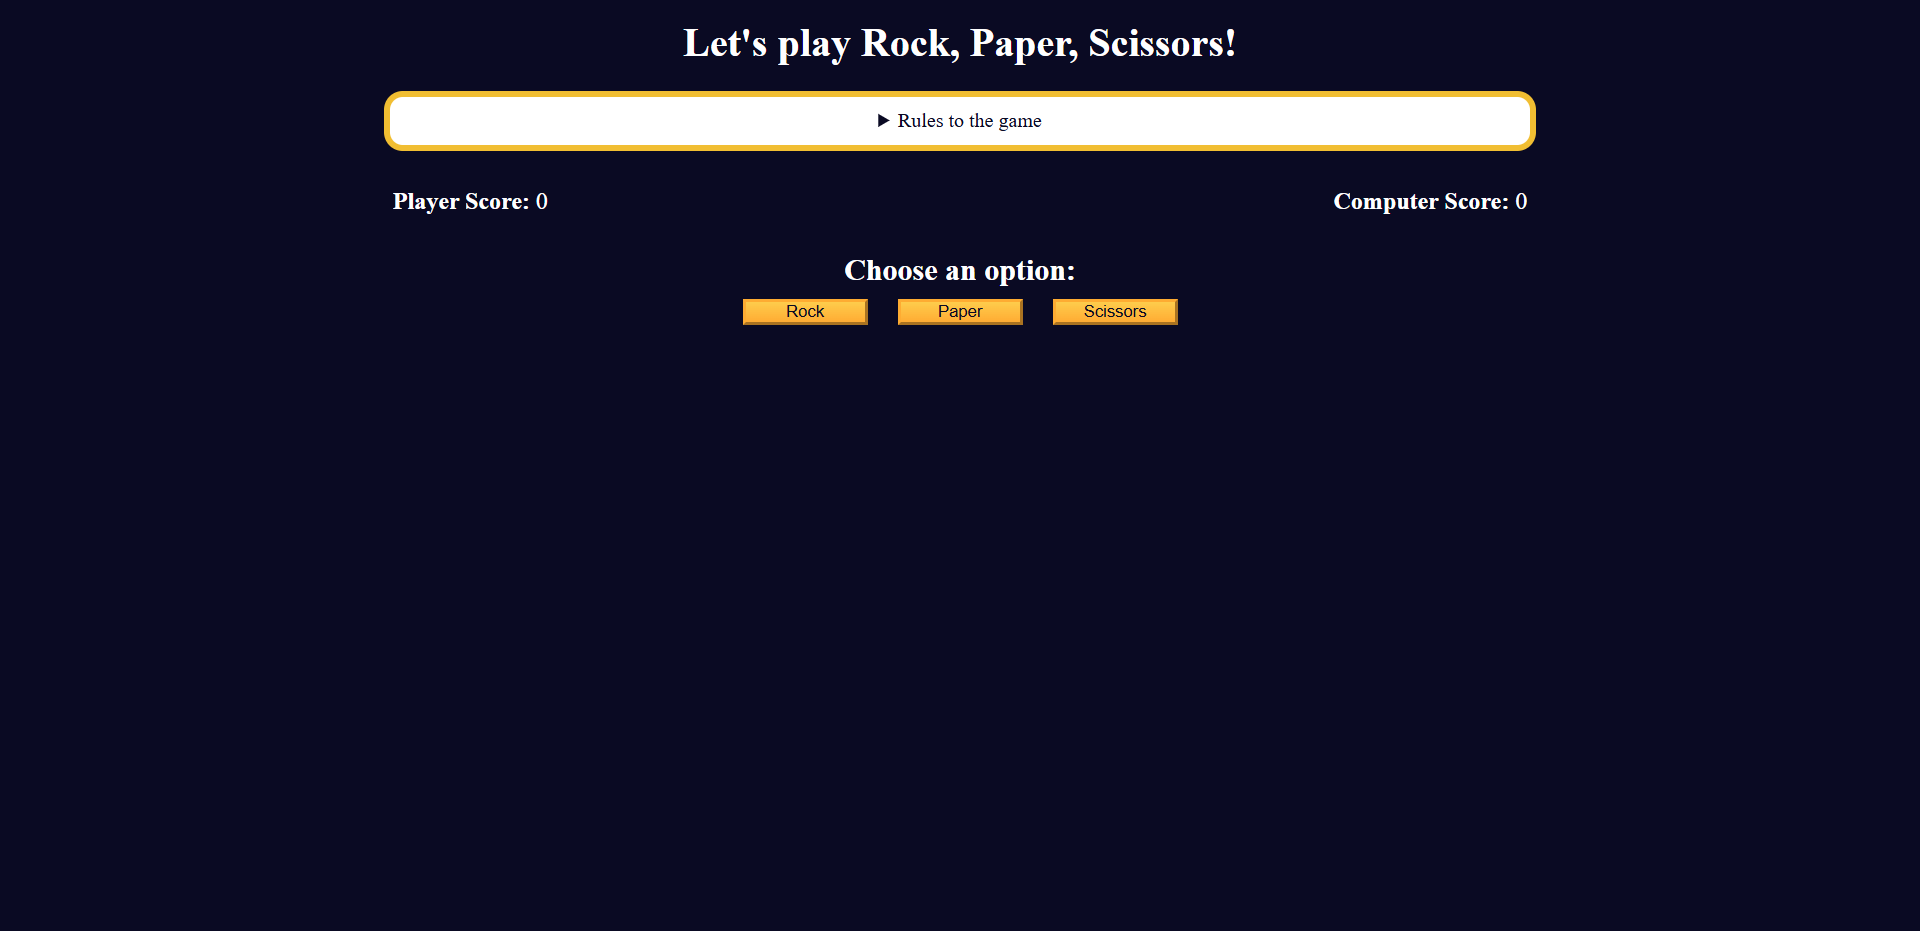 Let's play Rock, Paper, Scissors!
Rules to the game
Player Score: 0
Computer Score: 0
Choose an option:
Rock
Paper
Scissors